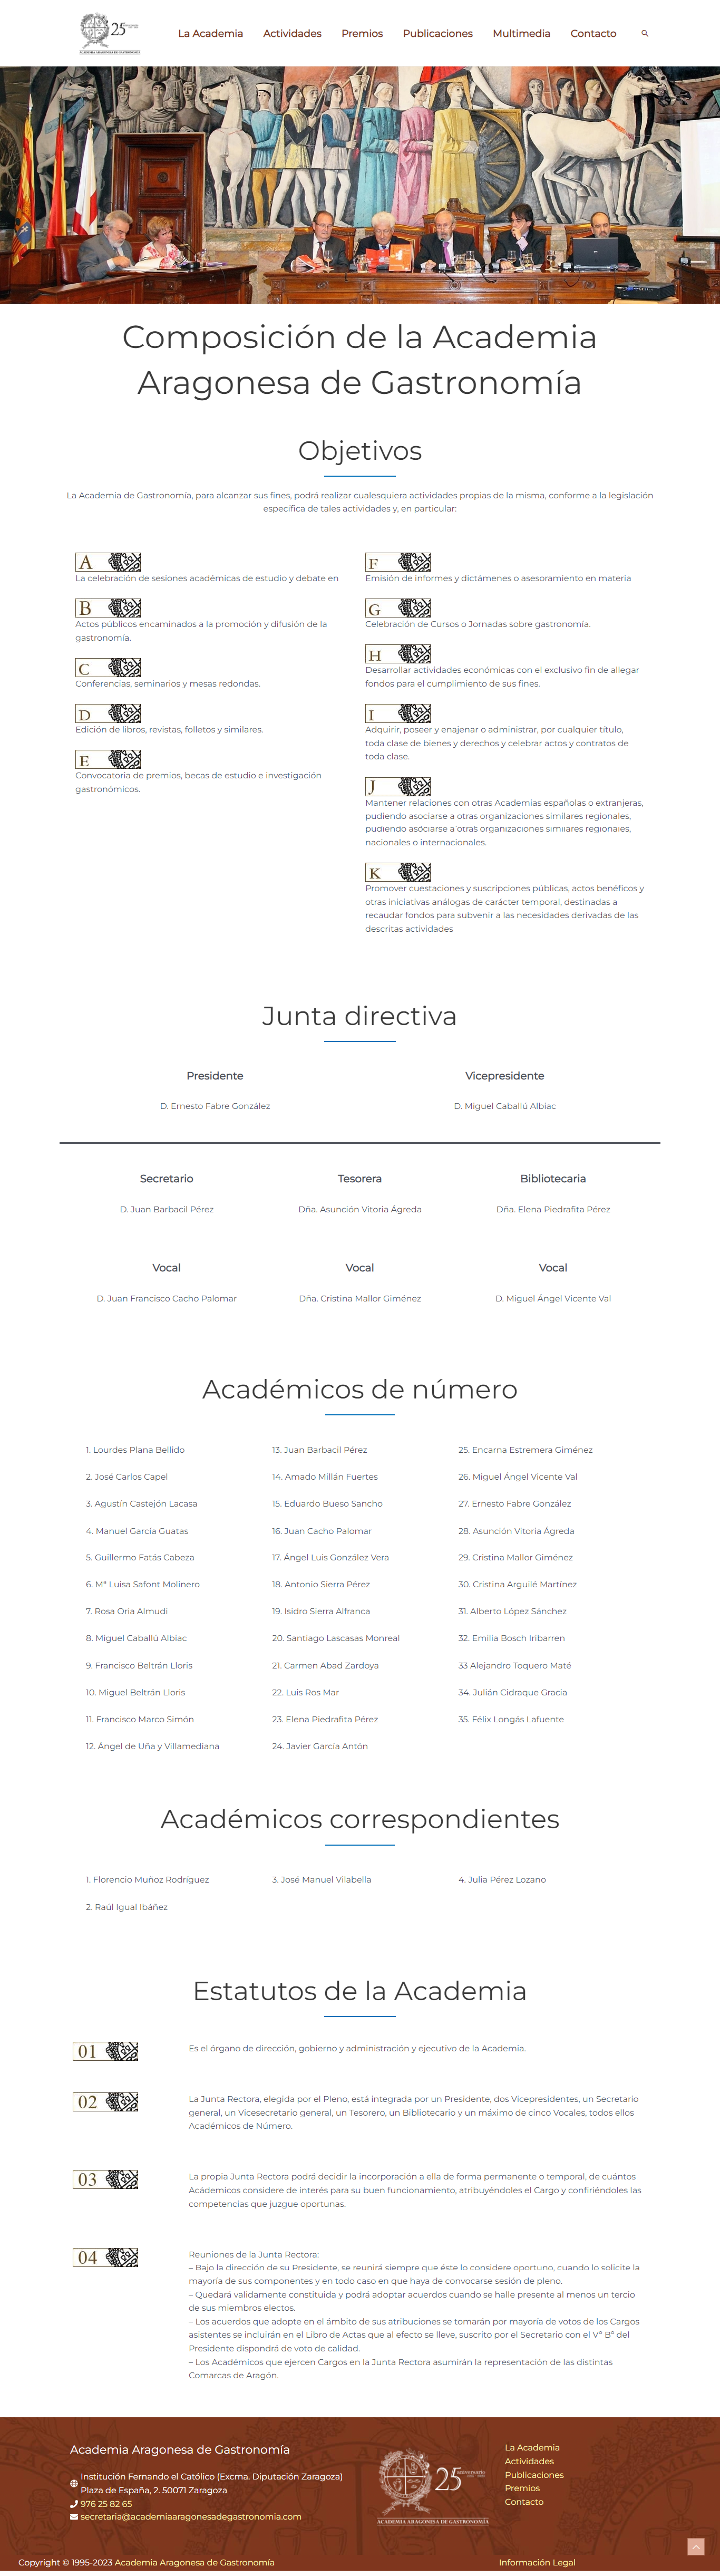 25 aniversario
ACADEMIA ARAGONESA DE GASTRONOMÍA
La Academia
Actividades
Premios
Publicaciones
Multimedia
Contacto
Composición de la Academia
Aragonesa de Gastronomía
Objetivos
La Academia de Gastronomía, para alcanzar sus fines, podrá realizar cualesquiera actividades propias de la misma, conforme a la legislación
específica de tales actividades y, en particular:
A
La celebración de sesiones académicas de estudio y debate en
B
Actos públicos encaminados a la promoción y difusión de la
gastronomía.
C
Conferencias, seminarios y mesas redondas.
D
Edición de libros, revistas, folletos y similares.
E
Convocatoria de premios, becas de estudio e investigación
gastronómicos.
F
Emisión de informes y dictámenes o asesoramiento en materia
G
Celebración de Cursos o Jornadas sobre gastronomía.
H
Desarrollar actividades económicas con el exclusivo fin de allegar
fondos para el cumplimiento de sus fines.
I
Adquirir, poseer y enajenar o administrar, por cualquier título,
toda clase de bienes y derechos y celebrar actos y contratos de
toda clase.
J
Mantener relaciones con otras Academias españolas o extranjeras,
pudiendo asociarse a otras organizaciones similares regionales,
pudiendo asociarse a otras organizaciones similares regionales,
nacionales o internacionales.
K
Promover cuestaciones y suscripciones públicas, actos benéficos y
otras iniciativas análogas de carácter temporal, destinadas a
recaudar fondos para subvenir a las necesidades derivadas de las
descritas actividades
Junta directiva
Presidente
D. Ernesto Fabre González
Vicepresidente
D. Miguel Caballú Albiac
Secretario
D. Juan Barbacil Pérez
Tesorera
Dña. Asunción Vitoria Ágreda
Bibliotecaria
Dña. Elena Piedrafita Pérez
Vocal
D. Juan Francisco Cacho Palomar
Vocal
Dña. Cristina Mallor Giménez
Vocal
D. Miguel Ángel Vicente Val
Académicos de número
1. Lourdes Plana Bellido
2. José Carlos Capel
3. Agustín Castejón Lacasa
4. Manuel García Guatas
5. Guillermo Fatás Cabeza
6. Mª Luisa Safont Molinero
7. Rosa Oria Almudi
8. Miguel Caballú Albiac
9. Francisco Beltrán Lloris
10. Miguel Beltrán Lloris
11. Francisco Marco Simón
12. Ángel de Uña y Villamediana
13. Juan Barbacil Pérez
14. Amado Millán Fuertes
15. Eduardo Bueso Sancho
16. Juan Cacho Palomar
17. Ángel Luis González Vera
18. Antonio Sierra Pérez
19. Isidro Sierra Alfranca
20. Santiago Lascasas Monreal
21. Carmen Abad Zardoya
22. Luis Ros Mar
23. Elena Piedrafita Pérez
24. Javier García Antón
25. Encarna Estremera Giménez
26. Miguel Ángel Vicente Val
27. Ernesto Fabre González
28. Asunción Vitoria Ágreda
29. Cristina Mallor Giménez
30. Cristina Arguilé Martínez
31. Alberto López Sánchez
32. Emilia Bosch Iribarren
33 Alejandro Toquero Maté
34. Julián Cidraque Gracia
35. Félix Longás Lafuente
Académicos correspondientes
1. Florencio Muñoz Rodríguez
2. Raúl Igual Ibáñez
3. José Manuel Vilabella
4. Julia Pérez Lozano
Estatutos de la Academia
01
Es el órgano de dirección, gobierno y administración y ejecutivo de la Academia.
02
La Junta Rectora, elegida por el Pleno, está integrada por un Presidente, dos Vicepresidentes, un Secretario
general, un Vicesecretario general, un Tesorero, un Bibliotecario y un máximo de cinco Vocales, todos ellos
Académicos de Número.
03
La propia Junta Rectora podrá decidir la incorporación a ella de forma permanente o temporal, de cuántos
Acádemicos considere de interés para su buen funcionamiento, atribuyéndoles el Cargo y confiriéndoles las
competencias que juzgue oportunas.
04
Reuniones de la Junta Rectora:
– Bajo la dirección de su Presidente, se reunirá siempre que éste lo considere oportuno, cuando lo solicite la
mayoría de sus componentes y en todo caso en que haya de convocarse sesión de pleno.
– Quedará validamente constituida y podrá adoptar acuerdos cuando se halle presente al menos un tercio
de sus miembros electos.
– Los acuerdos que adopte en el ámbito de sus atribuciones se tomarán por mayoría de votos de los Cargos
asistentes se incluirán en el Libro de Actas que al efecto se lleve, suscrito por el Secretario con el Vº Bº del
Presidente dispondrá de voto de calidad.
– Los Académicos que ejercen Cargos en la Junta Rectora asumirán la representación de las distintas
Comarcas de Aragón.
Academia Aragonesa de Gastronomía
Institución Fernando el Católico (Excma. Diputación Zaragoza)
Plaza de España, 2. 50071 Zaragoza
976 25 82 65
secretaria@academiaaragonesadegastronomia.com
25 aniversario
ACADEMIA ARAGONESA DE GASTRONOMÍA
La Academia
Actividades
Publicaciones
Premios
Contacto
Copyright © 1995-2023 Academia Aragonesa de Gastronomía
Información Legal